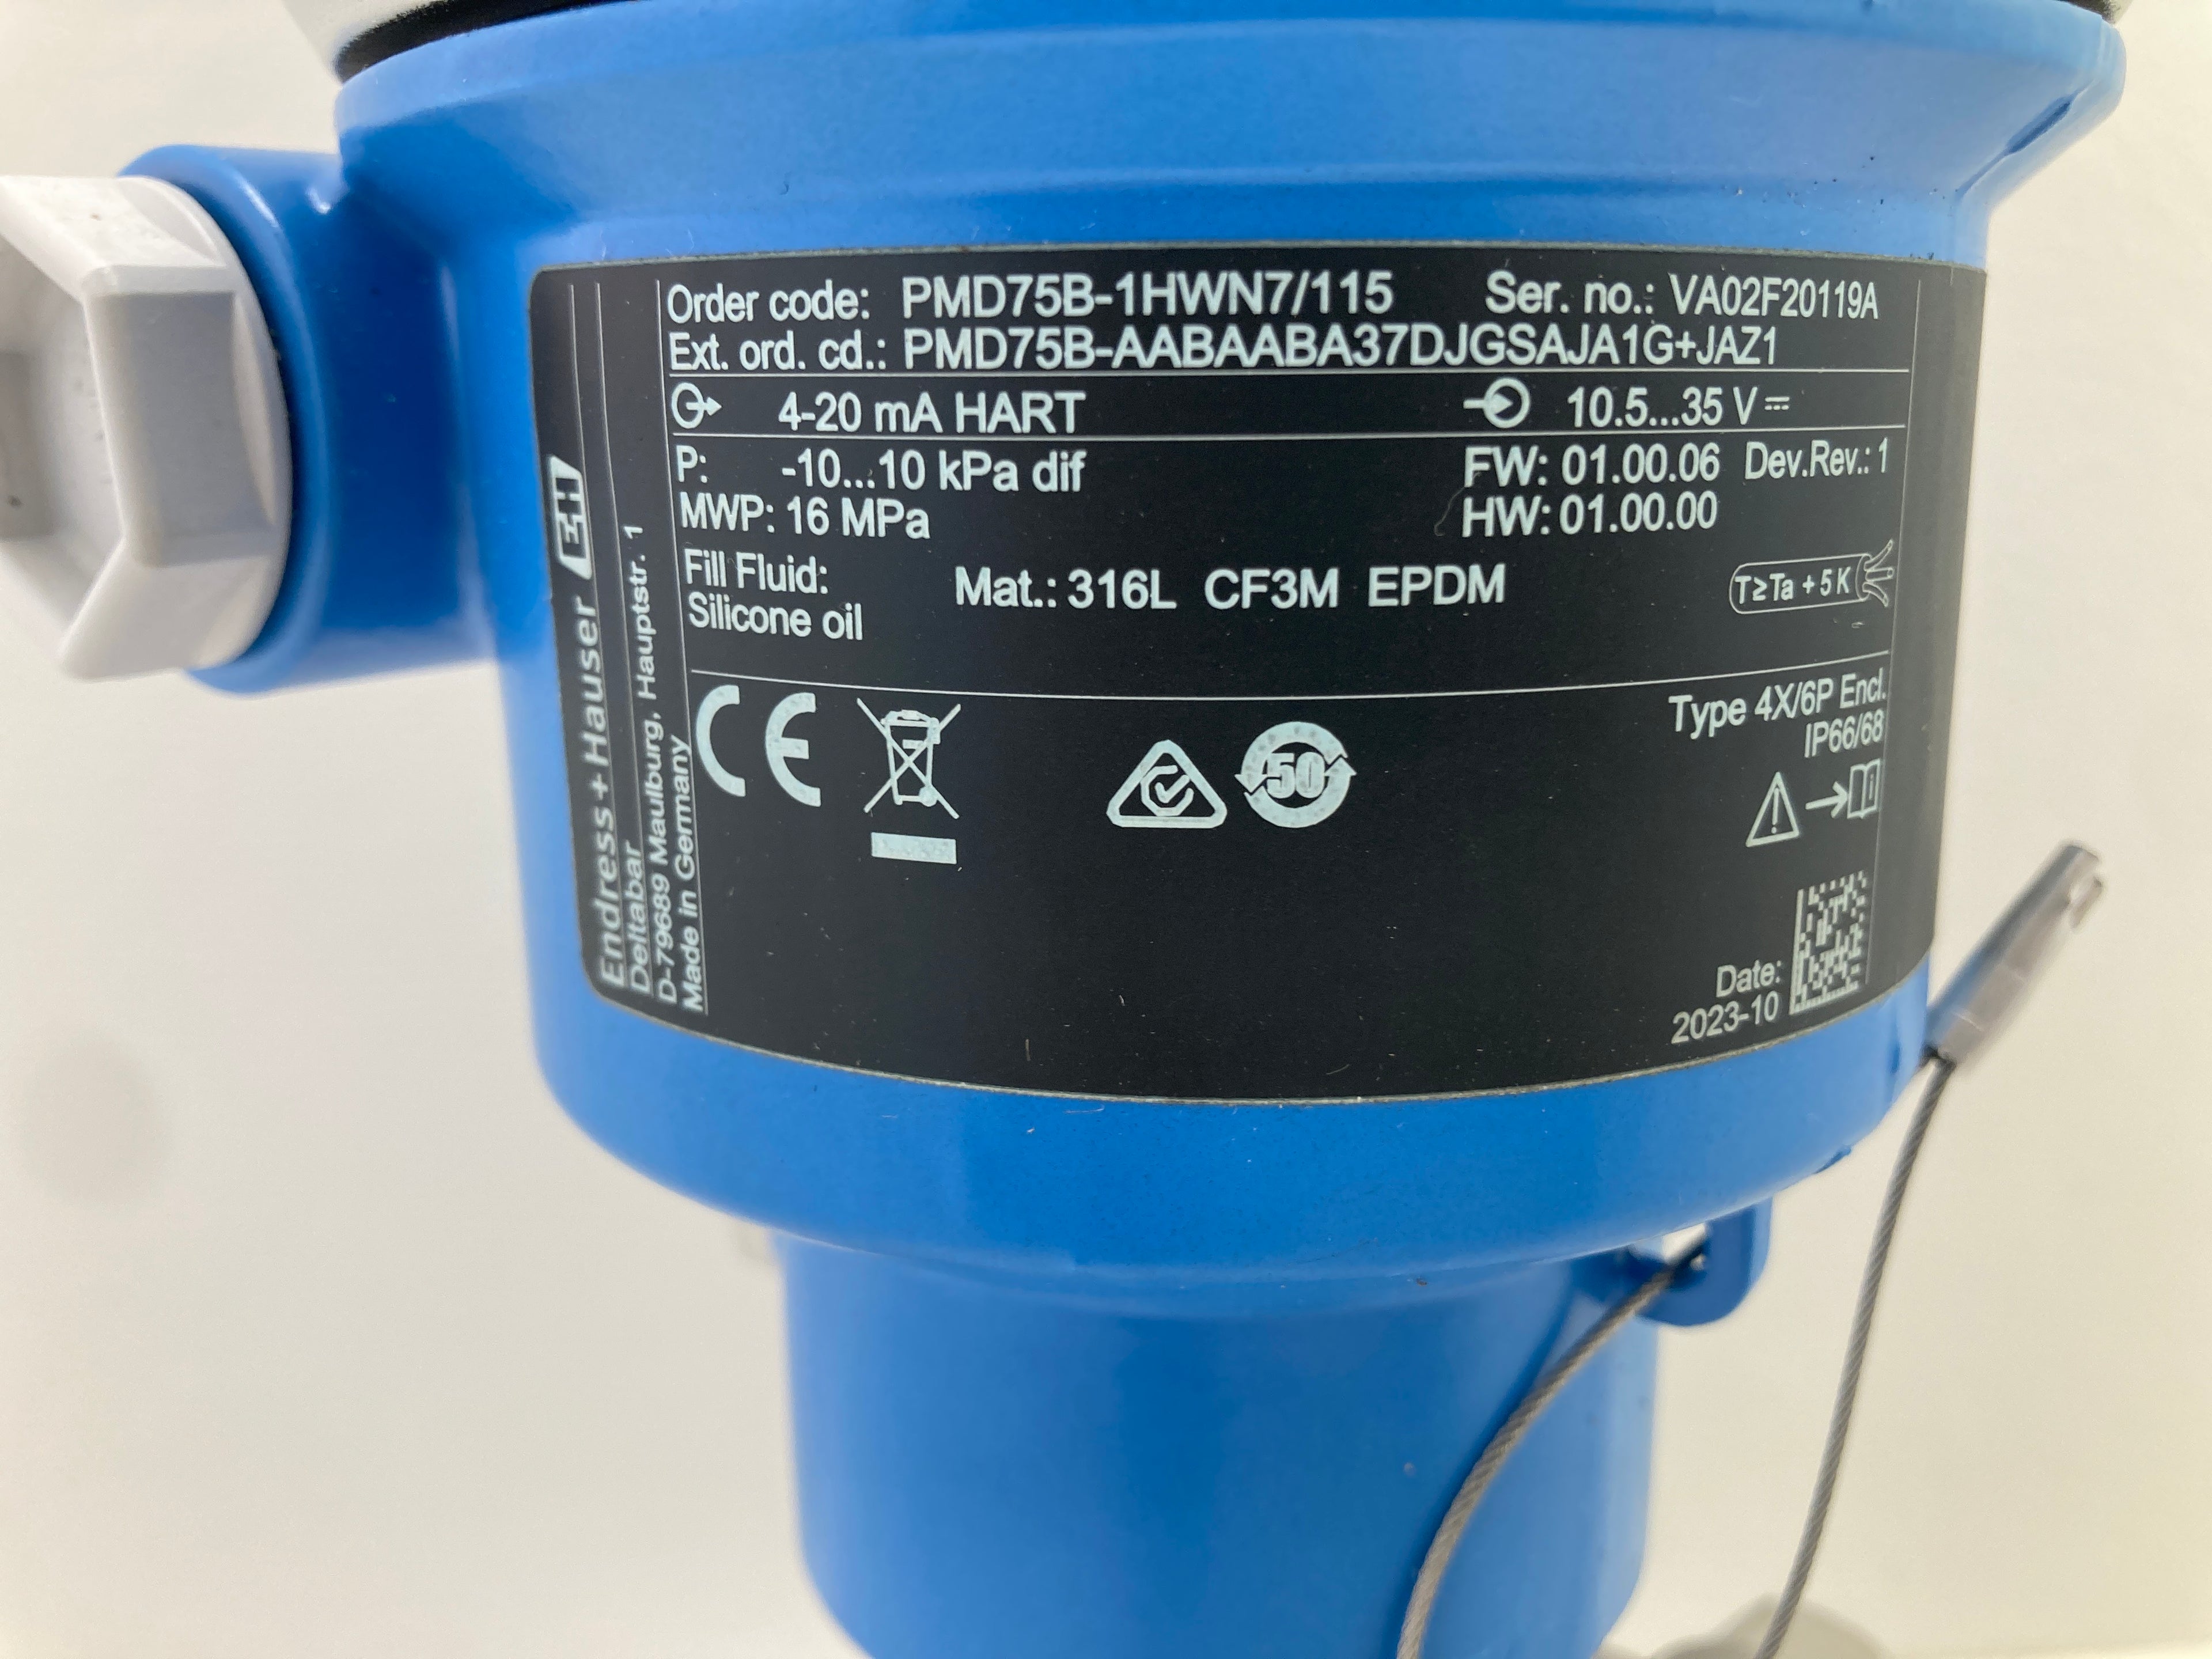 Order code: PMD75B-1HWN7/115 Ser. no.: VA02F20119A
Ext. ord. cd.: PMD75B-AABAABA37DJGSAJA1G+JAZ1
4-20 mA HART 10.5...35 V
P: -10...10 kPa dif FW: 01.00.06 Dev.Rev.: 1
MWP: 16 MPa HW: 01.00.00
Fill Fluid:
Silicone oil
Mat.: 316L CF3M EPDM
T≥Ta + 5 K
Type 4X/6P Encl.
IP66/68
CE
50
i
Date:
2023-10
Endress+Hauser EH
Deltabar
D-79689 Maulburg, Hauptstr. 1
Made in Germany